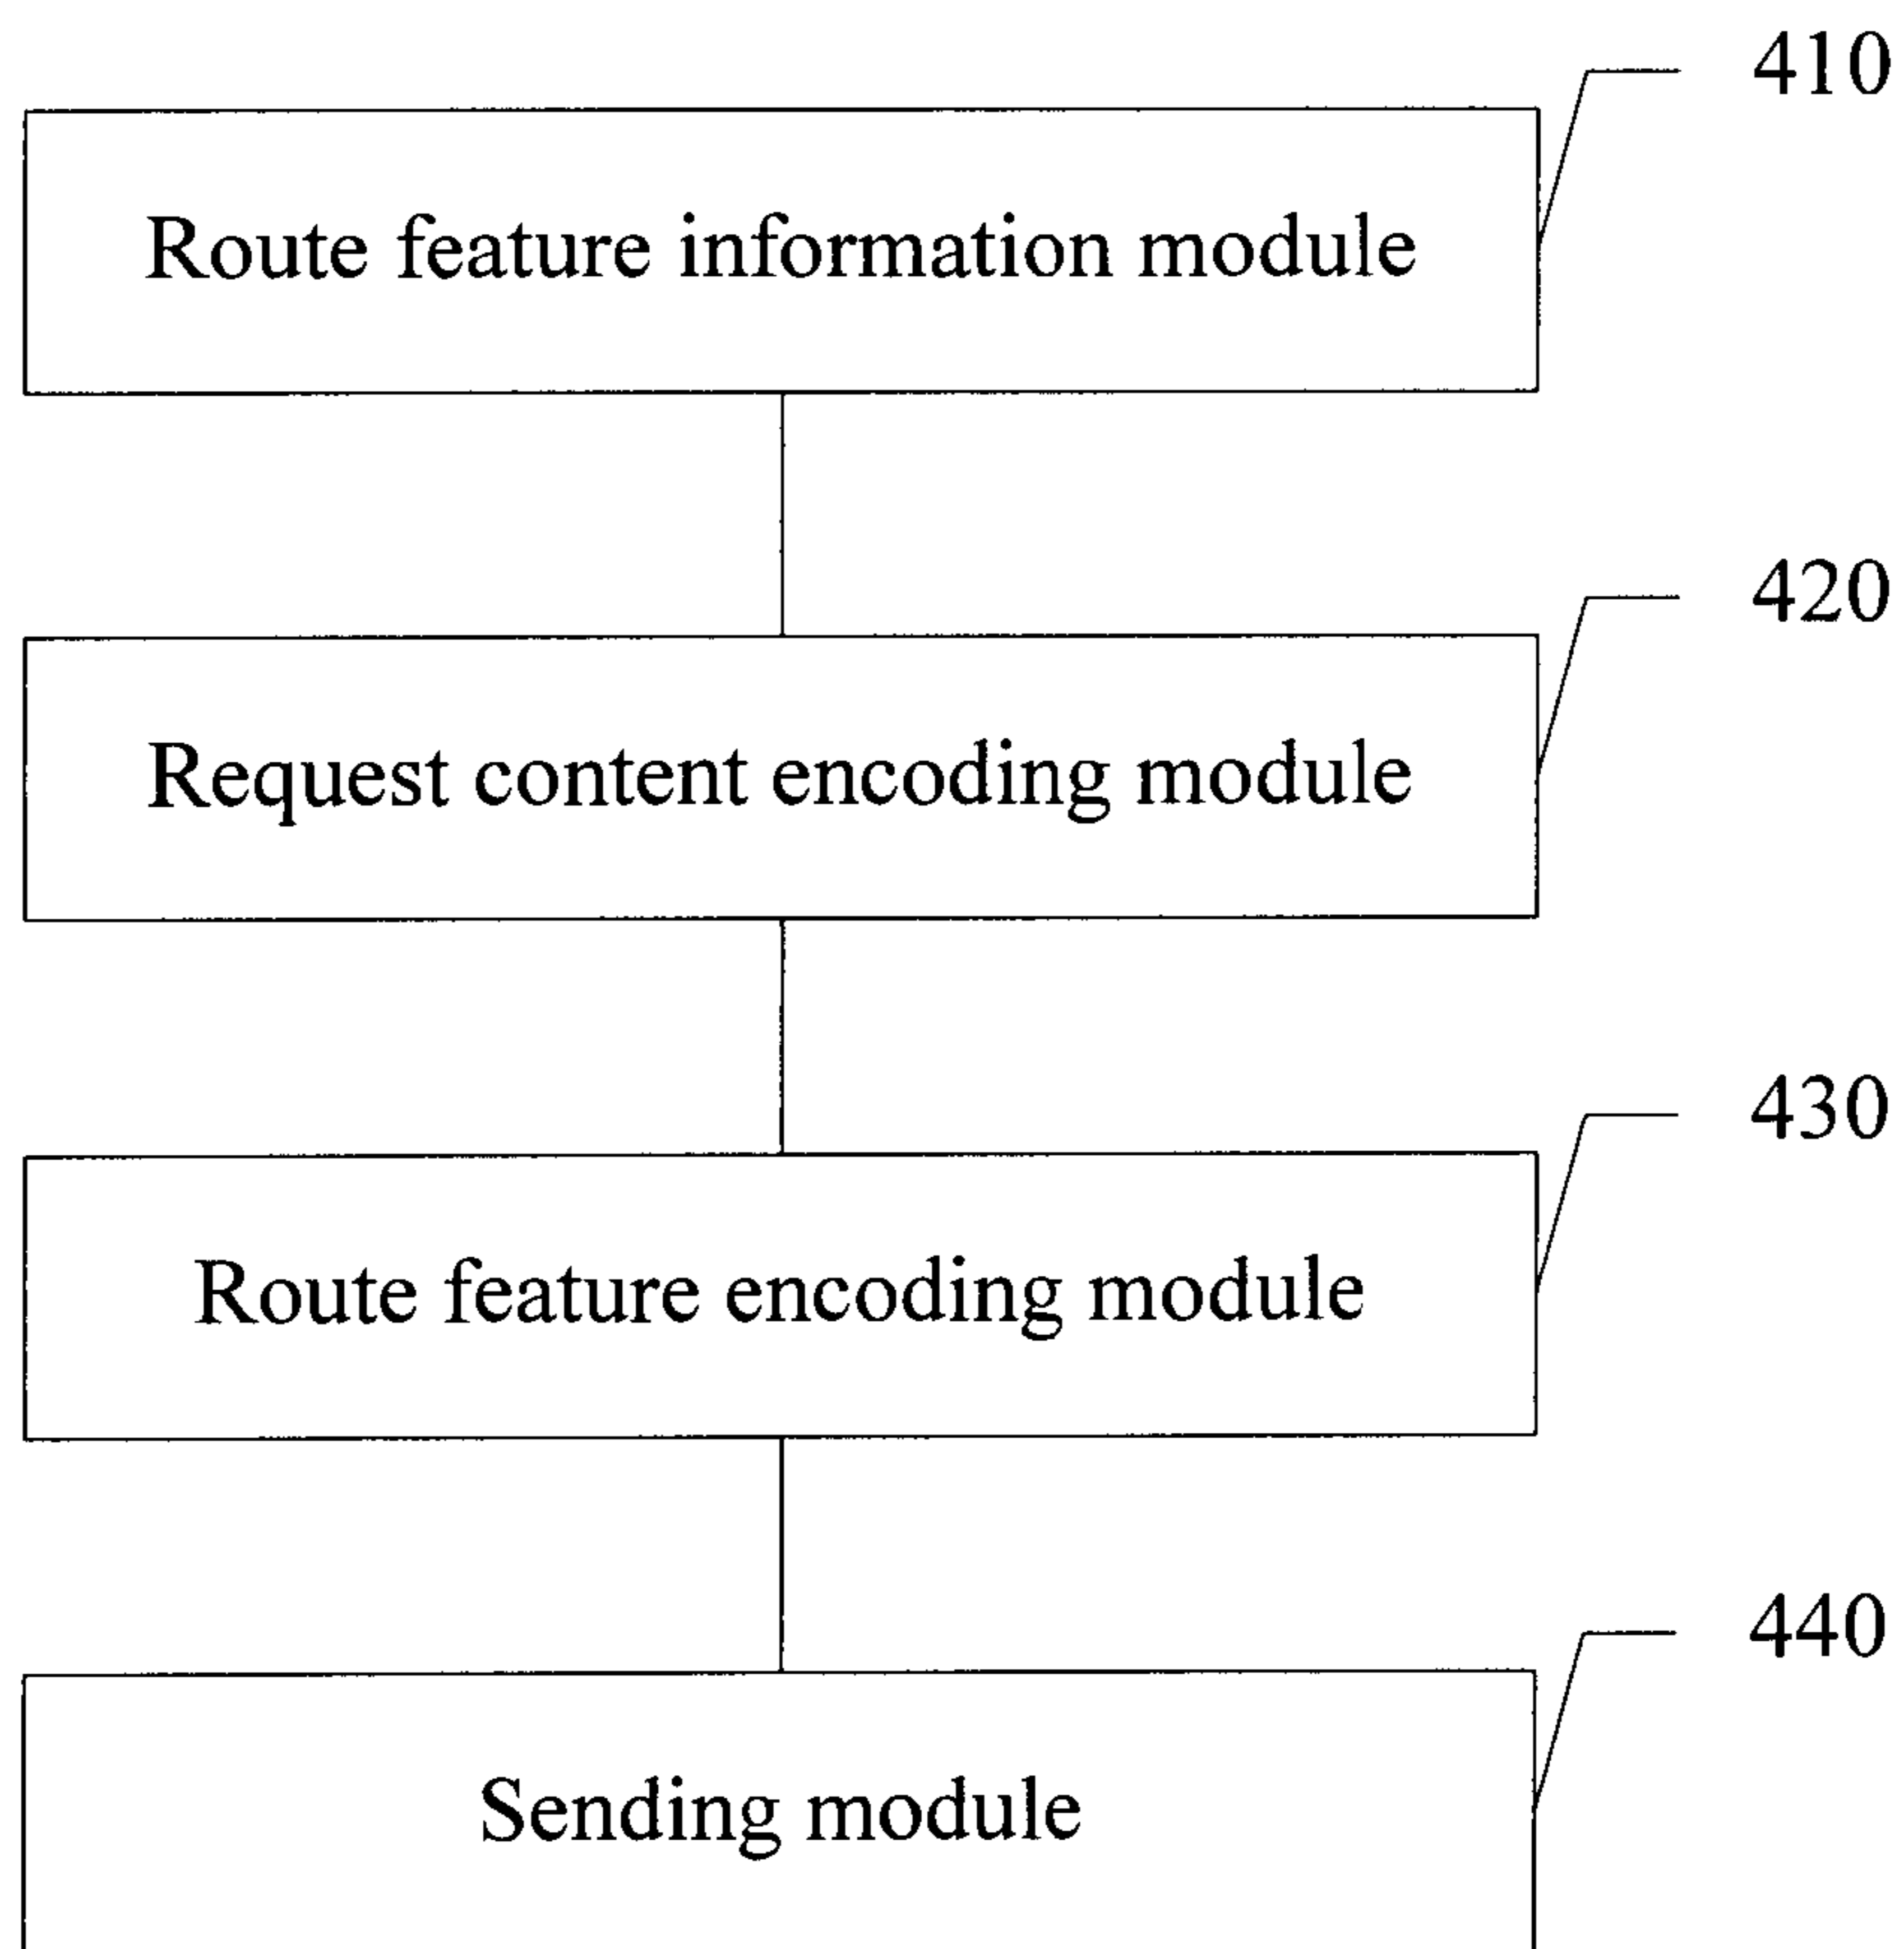 410
Route feature information module
420
Request content encoding module
430
Route feature encoding module
440
Sending module